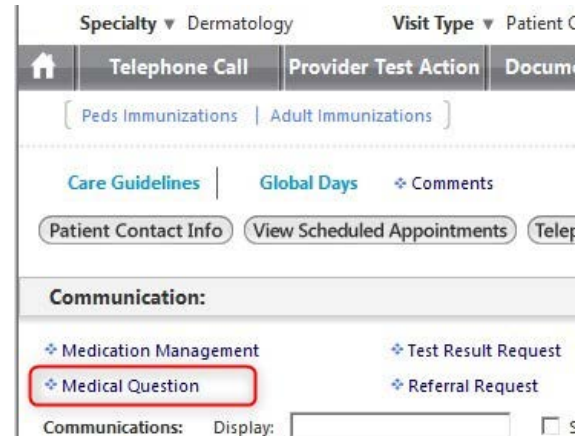 Specialty ▼ Dermatology Visit Type ▼ Patient
Telephone Call Provider Test Action
[ Peds Immunizations | Adult Immunizations ]
Care Guidelines | Global Days Comments
Patient Contact Info View Scheduled Appointments
Communication:
Medication Management Test Result Request
Medical Question Referral Request
Communications: Display: